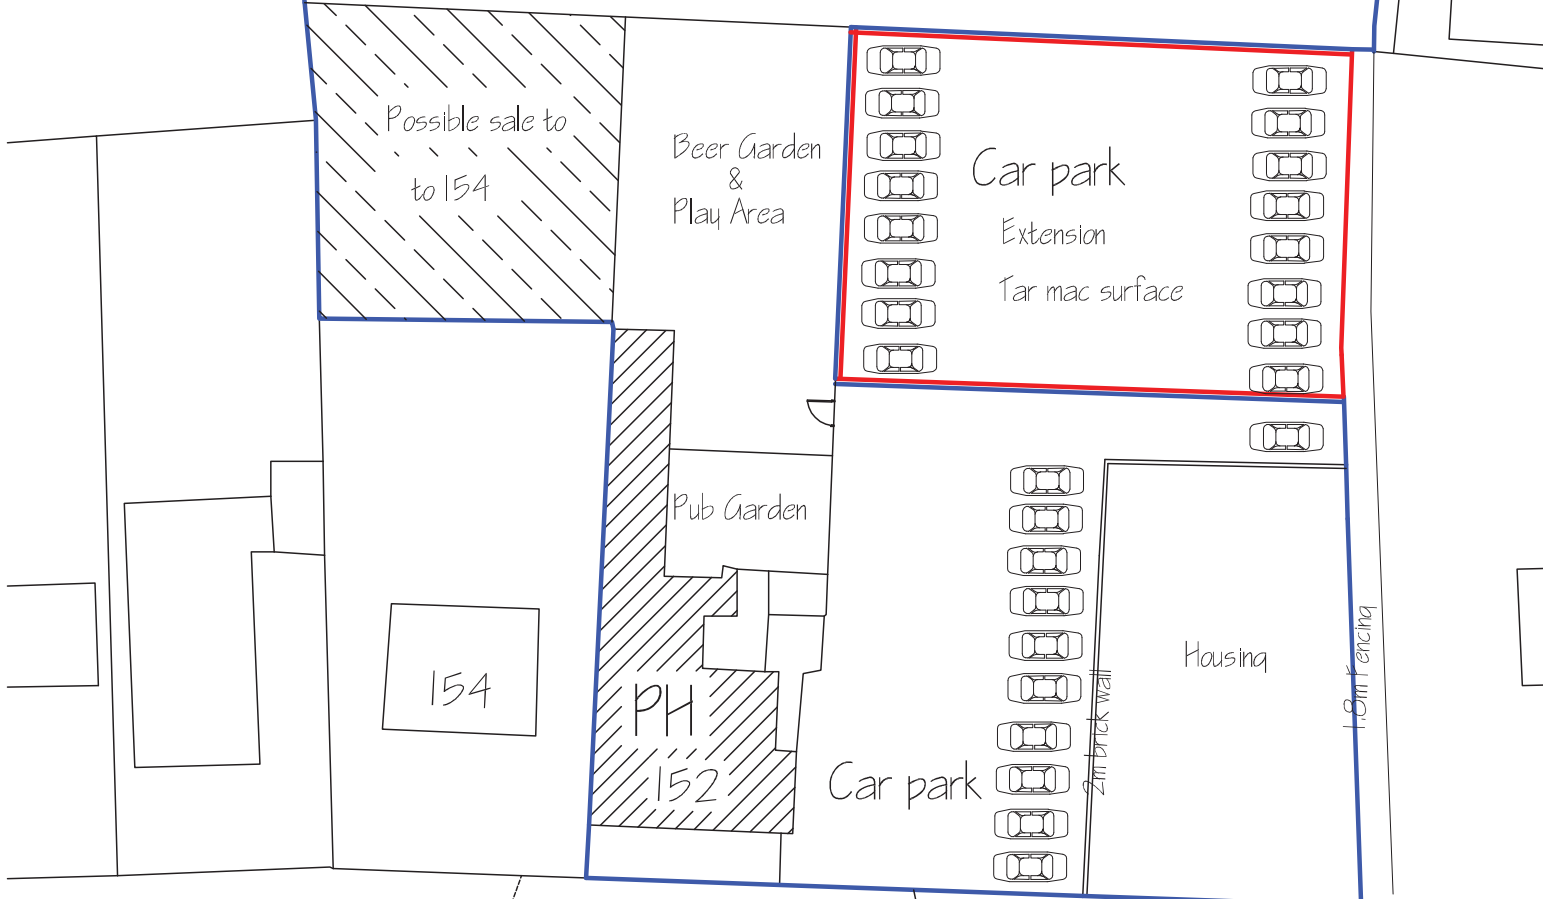 Possible sale to
to 154
Beer Garden
&
Play Area
Car park
Extension
Tar mac surface
Pub Garden
154
PH
152
Car park
2m brick wall
Housing
1.8m Fencing